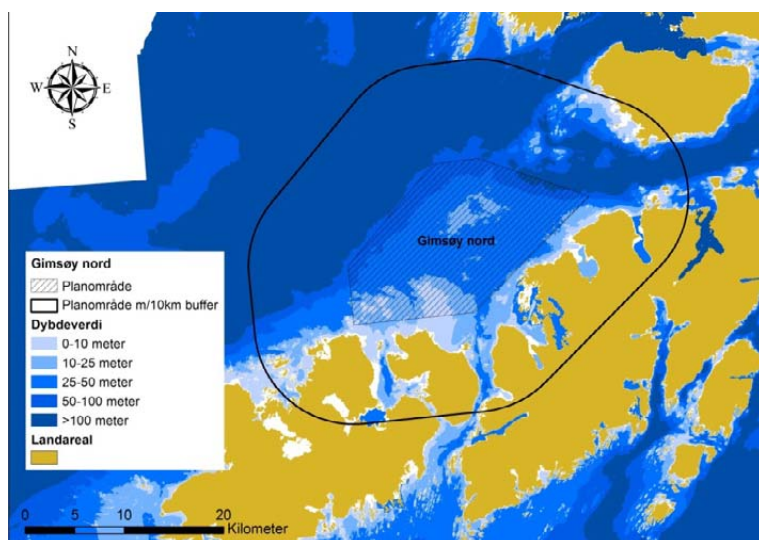 N
W E
S
Gimsøy nord
Gimsøy nord
Planområde
Planområde m/10km buffer
Dybdeverdi
0-10 meter
10-25 meter
25-50 meter
50-100 meter
>100 meter
Landareal
0 5 10 20
Kilometer